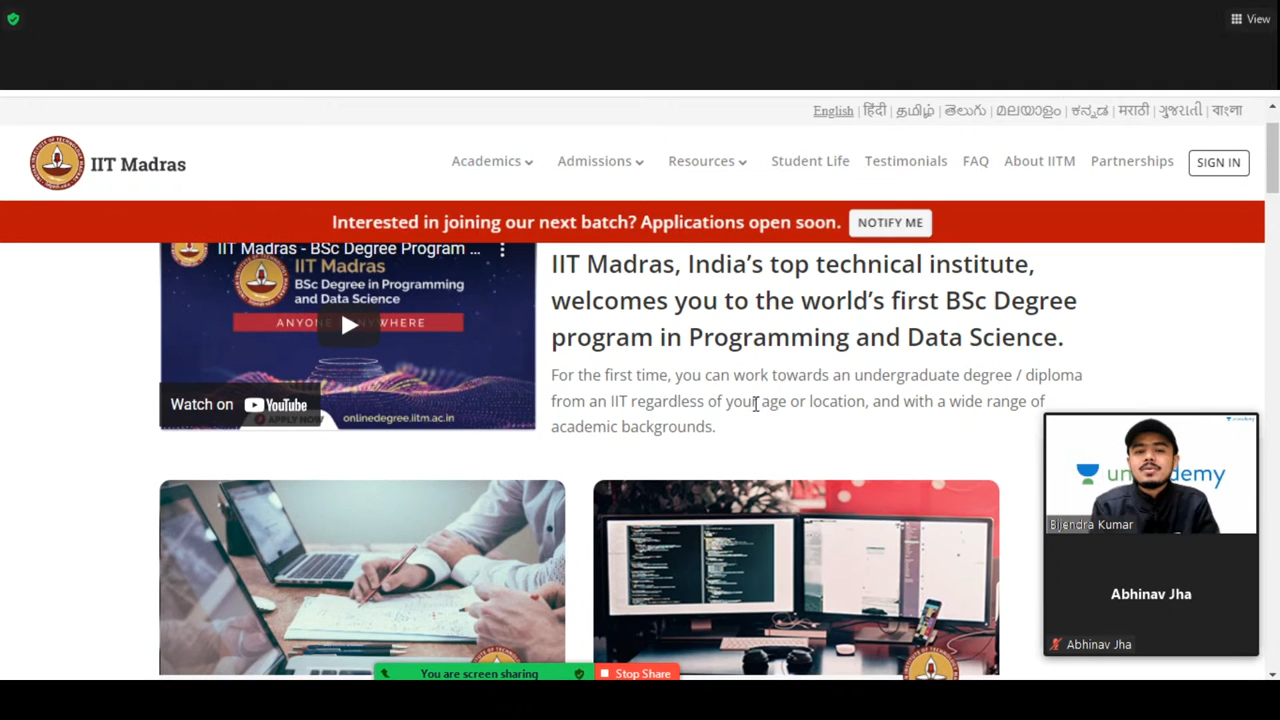 View
English | हिंदी | தமிழ் | తెలుగు | മലയാളം | ಕನ್ನಡ | मराठी | ગુજરાતી | বাংলা
IIT Madras
Academics
Admissions
Resources
Student Life
Testimonials
FAQ
About IITM
Partnerships
SIGN IN
Interested in joining our next batch? Applications open soon.
NOTIFY ME
IIT Madras - BSc Degree Program ...
IIT Madras
BSc Degree in Programming
and Data Science
Watch on YouTube
APPLY NOW
onlinedegree.iitm.ac.in
IIT Madras, India's top technical institute,
welcomes you to the world's first BSc Degree
program in Programming and Data Science.
For the first time, you can work towards an undergraduate degree / diploma
from an IIT regardless of your age or location, and with a wide range of
academic backgrounds.
Bijendra Kumar
Abhinav Jha
Abhinav Jha
You are screen sharing
Stop Share